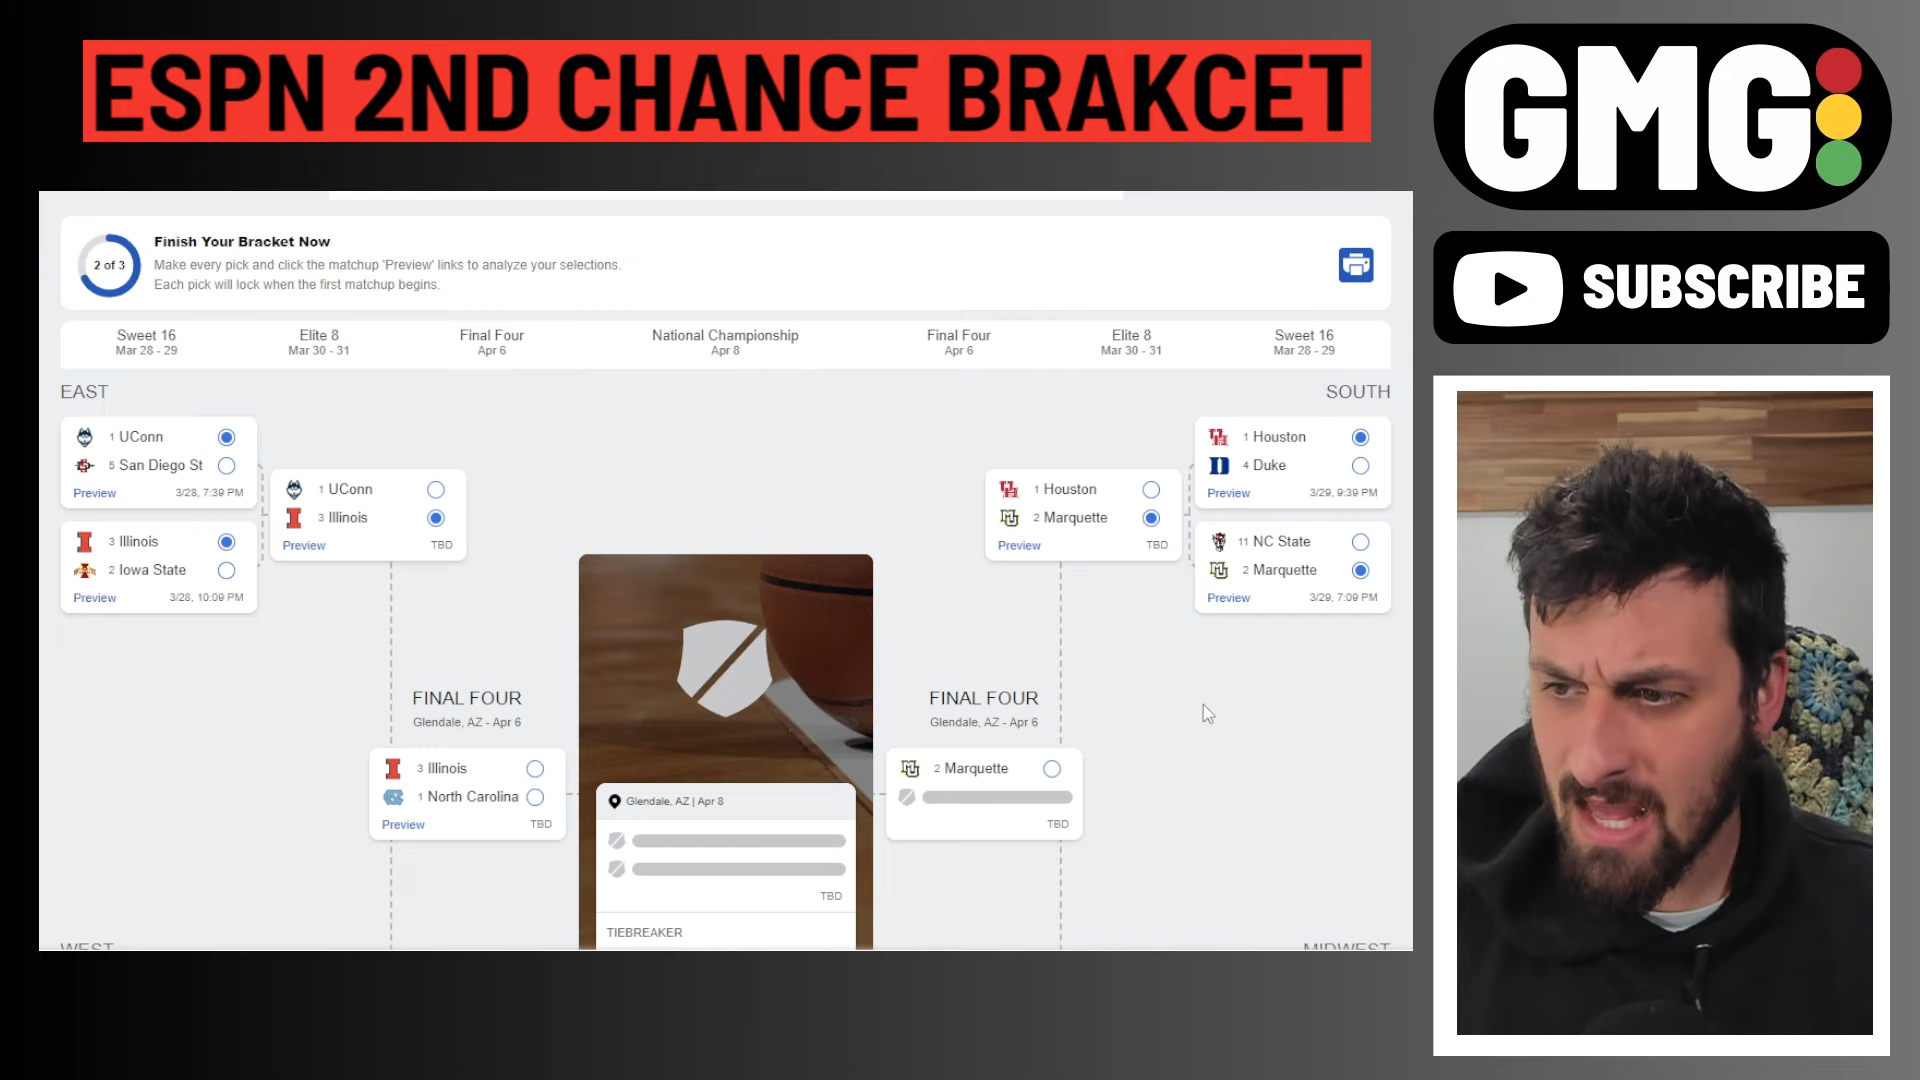 ESPN 2ND CHANCE BRAKCET
GMG
SUBSCRIBE
2 of 3
Finish Your Bracket Now
Make every pick and click the matchup 'Preview' links to analyze your selections.
Each pick will lock when the first matchup begins.
Sweet 16
Mar 28 - 29
Elite 8
Mar 30 - 31
Final Four
Apr 6
National Championship
Apr 8
Final Four
Apr 6
Elite 8
Mar 30 - 31
Sweet 16
Mar 28 - 29
EAST
1 UConn
5 San Diego St
Preview 3/28, 7:39 PM
3 Illinois
2 Iowa State
Preview 3/28, 10:09 PM
1 UConn
3 Illinois
Preview TBD
FINAL FOUR
Glendale, AZ - Apr 6
3 Illinois
1 North Carolina
Preview TBD
Glendale, AZ | Apr 8
TBD
TIEBREAKER
SOUTH
1 Houston
4 Duke
Preview 3/29, 9:39 PM
11 NC State
2 Marquette
Preview 3/29, 7:09 PM
1 Houston
2 Marquette
Preview TBD
FINAL FOUR
Glendale, AZ - Apr 6
2 Marquette
TBD
WEST
MIDWEST